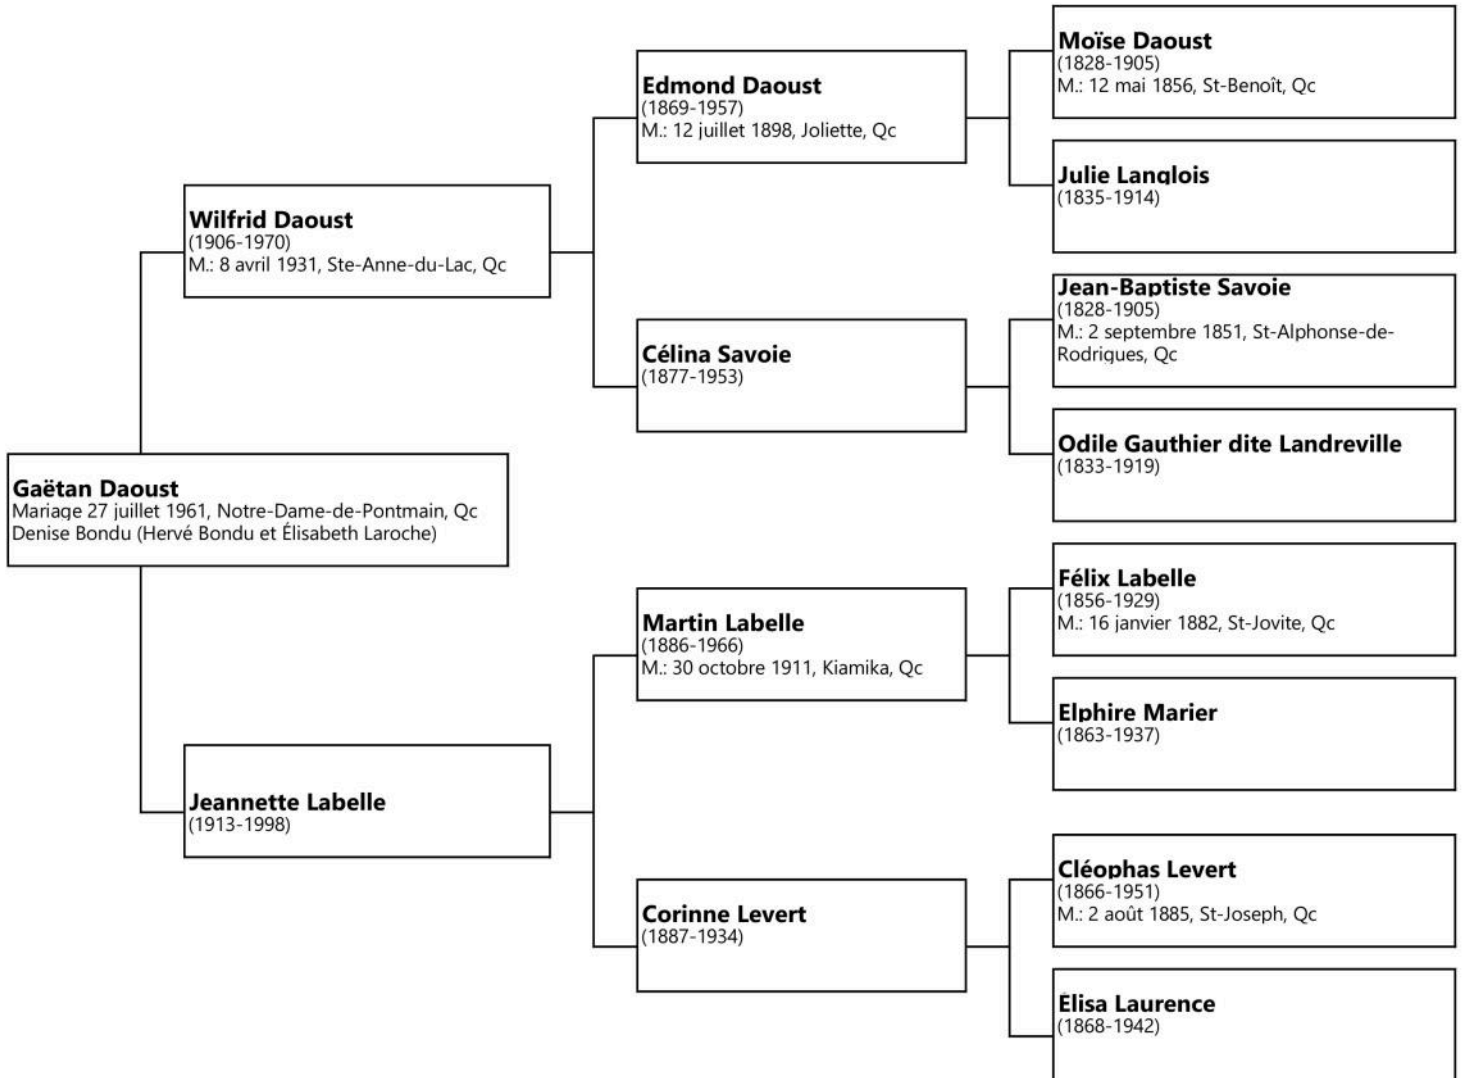 Moïse Daoust
(1828-1905)
M.: 12 mai 1856, St-Benoît, Qc
Edmond Daoust
(1869-1957)
M.: 12 juillet 1898, Joliette, Qc
Julie Langlois
(1835-1914)
Wilfrid Daoust
(1906-1970)
M.: 8 avril 1931, Ste-Anne-du-Lac, Qc
Jean-Baptiste Savoie
(1828-1905)
M.: 2 septembre 1851, St-Alphonse-de-
Rodrigues, Qc
Célina Savoie
(1877-1953)
Odile Gauthier dite Landreville
(1833-1919)
Gaëtan Daoust
Mariage 27 juillet 1961, Notre-Dame-de-Pontmain, Qc
Denise Bondu (Hervé Bondu et Élisabeth Laroche)
Félix Labelle
(1856-1929)
M.: 16 janvier 1882, St-Jovite, Qc
Martin Labelle
(1886-1966)
M.: 30 octobre 1911, Kiamika, Qc
Elphire Marier
(1863-1937)
Jeannette Labelle
(1913-1998)
Cléophas Levert
(1866-1951)
M.: 2 août 1885, St-Joseph, Qc
Corinne Levert
(1887-1934)
Élisa Laurence
(1868-1942)